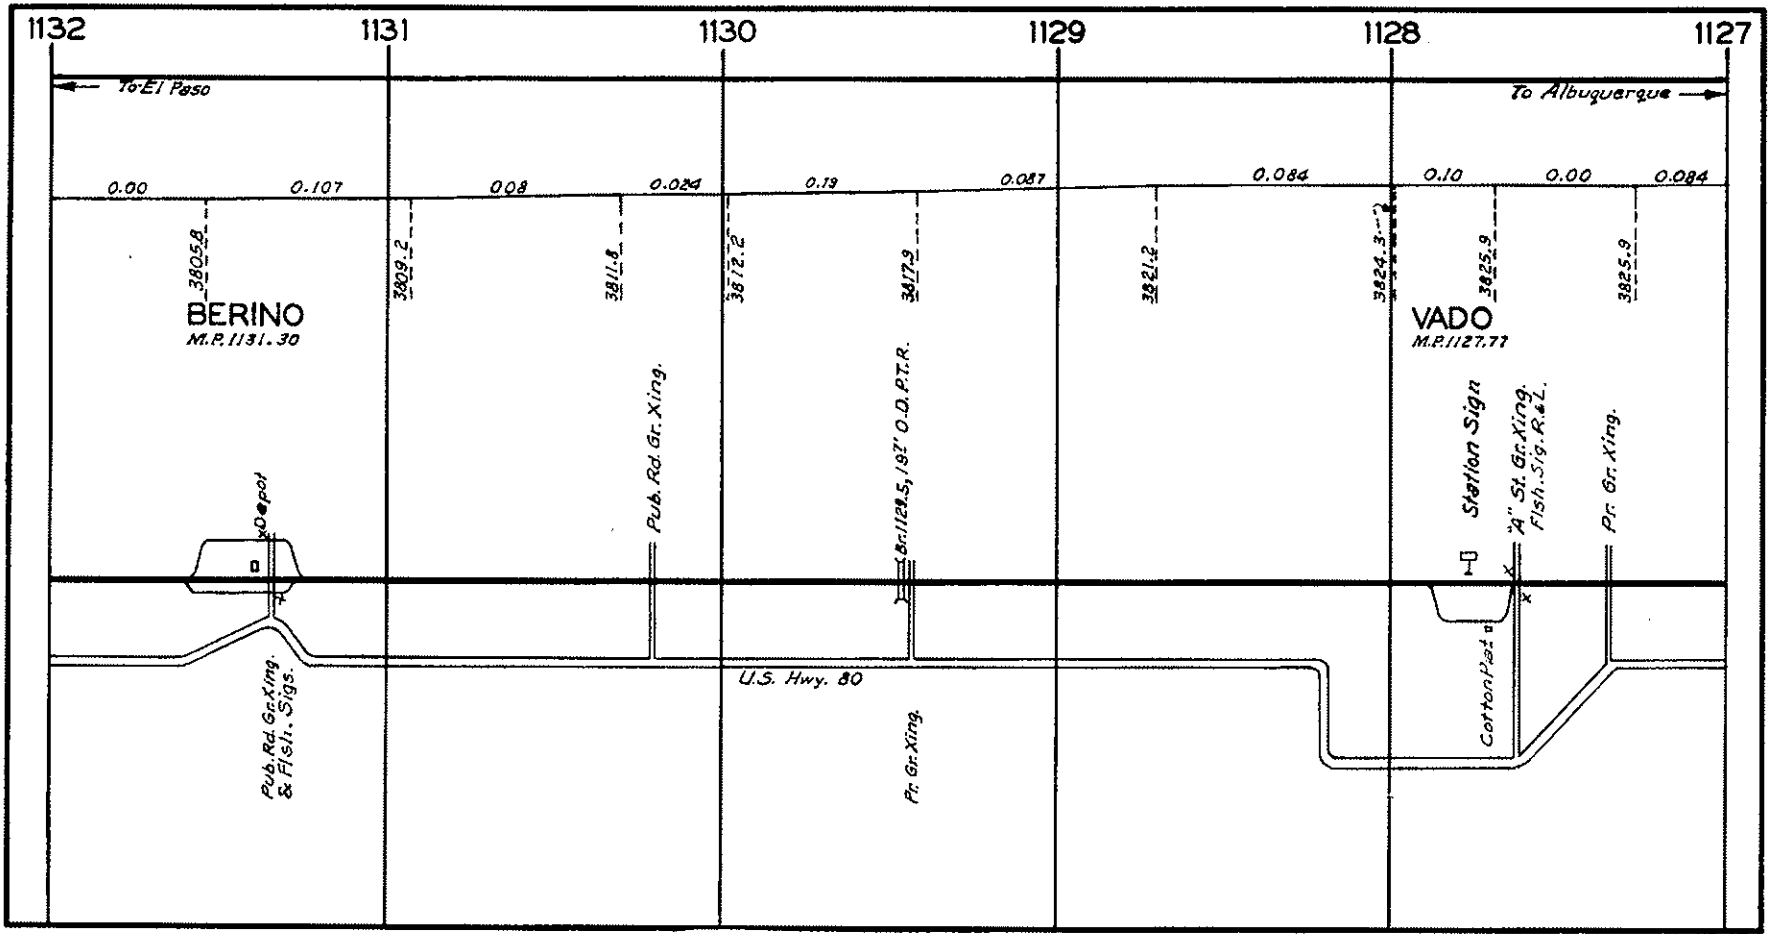 1132 1131 1130 1129 1128 1127
To El Paso
To Albuquerque
0.00 0.107 0.08 0.024 0.19 0.087 0.084 0.10 0.00 0.084
3805.8
3809.2
3811.8
3812.2
3817.9
3821.2
3824.3
3825.9
3825.9
BERINO
M.P. 1131.30
VADO
M.P. 1127.77
Depot
Pub. Rd. Gr. Xing.
Br. 1129.5, 19' O.D.P.T.R.
Station Sign
"A" St. Gr. Xing.
Flsh. Sig. R.&L.
Pr. Gr. Xing.
U.S. Hwy. 80
Pub. Rd. Gr. Xing.
& Flsh. Sigs.
Pr. Gr. Xing.
Cotton Plat